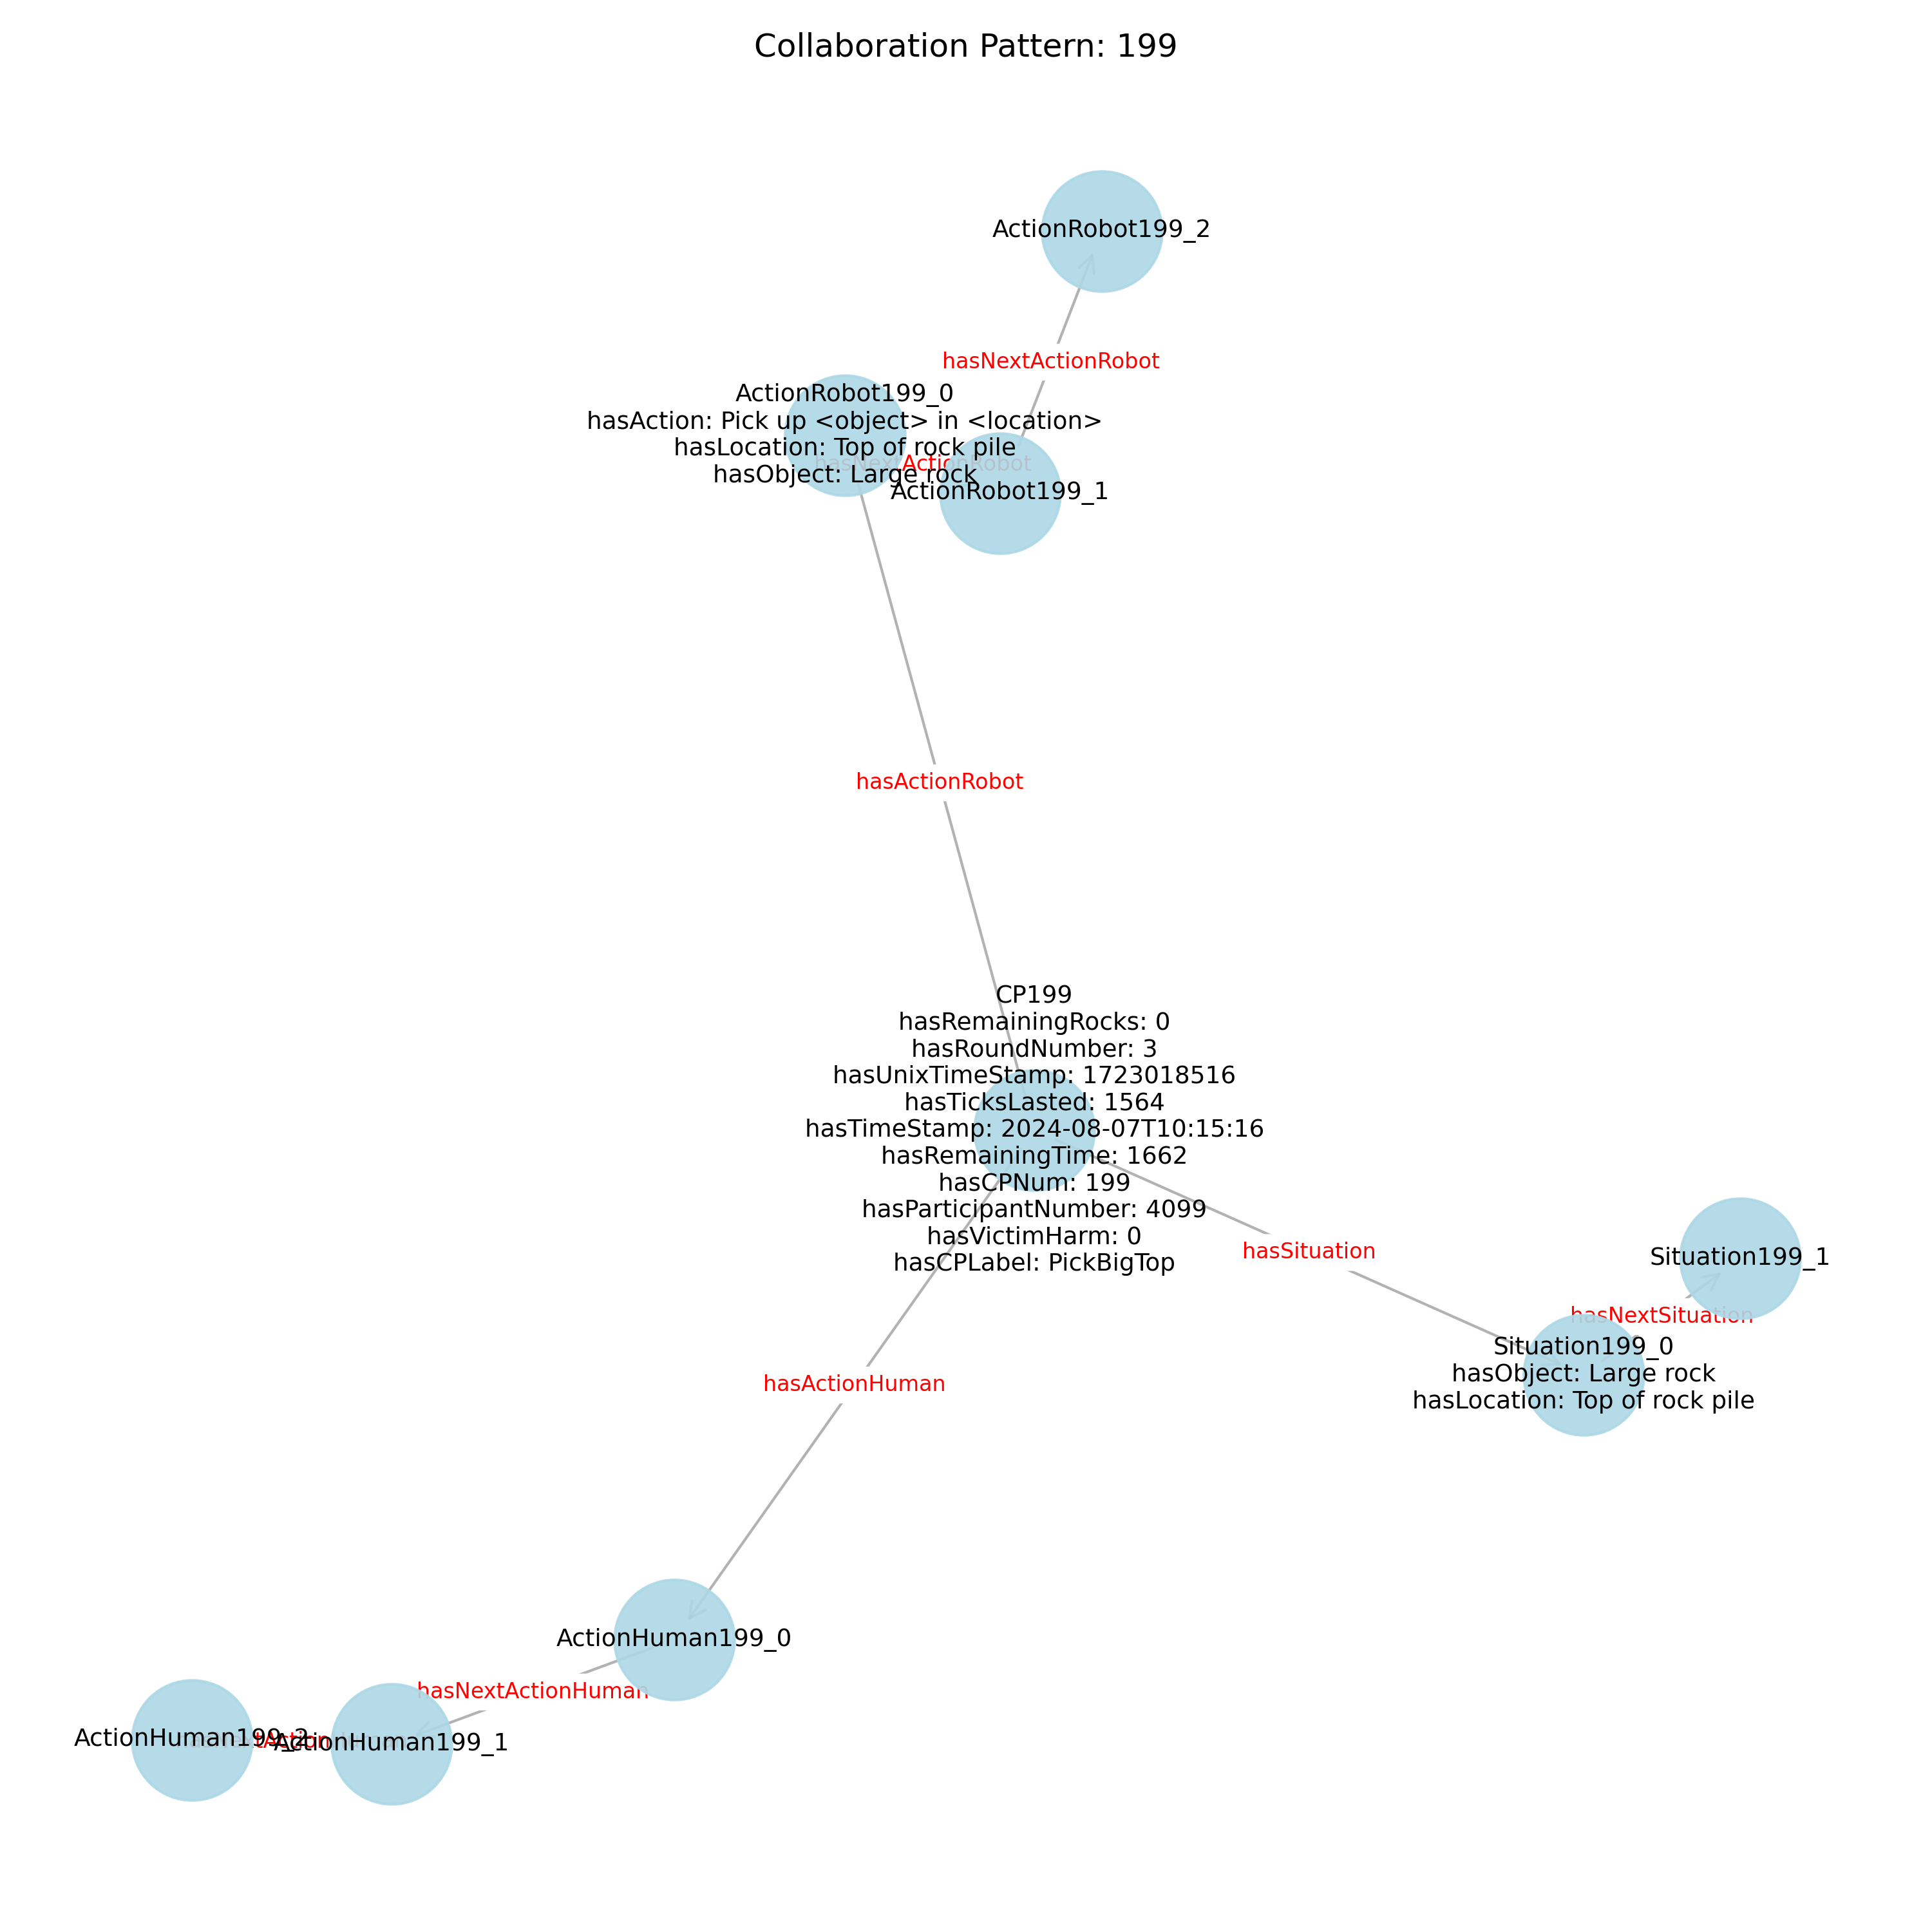 Collaboration Pattern: 199
ActionRobot199_2
hasNextActionRobot
ActionRobot199_0
hasAction: Pick up <object> in <location>
hasLocation: Top of rock pile
hasNextActionRobot
hasObject: Large rock
ActionRobot199_1
hasActionRobot
CP199
hasRemainingRocks: 0
hasRoundNumber: 3
hasUnixTimeStamp: 1723018516
hasTicksLasted: 1564
hasTimeStamp: 2024-08-07T10:15:16
hasRemainingTime: 1662
hasCPNum: 199
hasParticipantNumber: 4099
hasVictimHarm: 0
hasCPLabel: PickBigTop
hasSituation
Situation199_1
hasNextSituation
Situation199_0
hasObject: Large rock
hasLocation: Top of rock pile
hasActionHuman
ActionHuman199_0
hasNextActionHuman
ActionHuman199_2
ActionHuman199_1